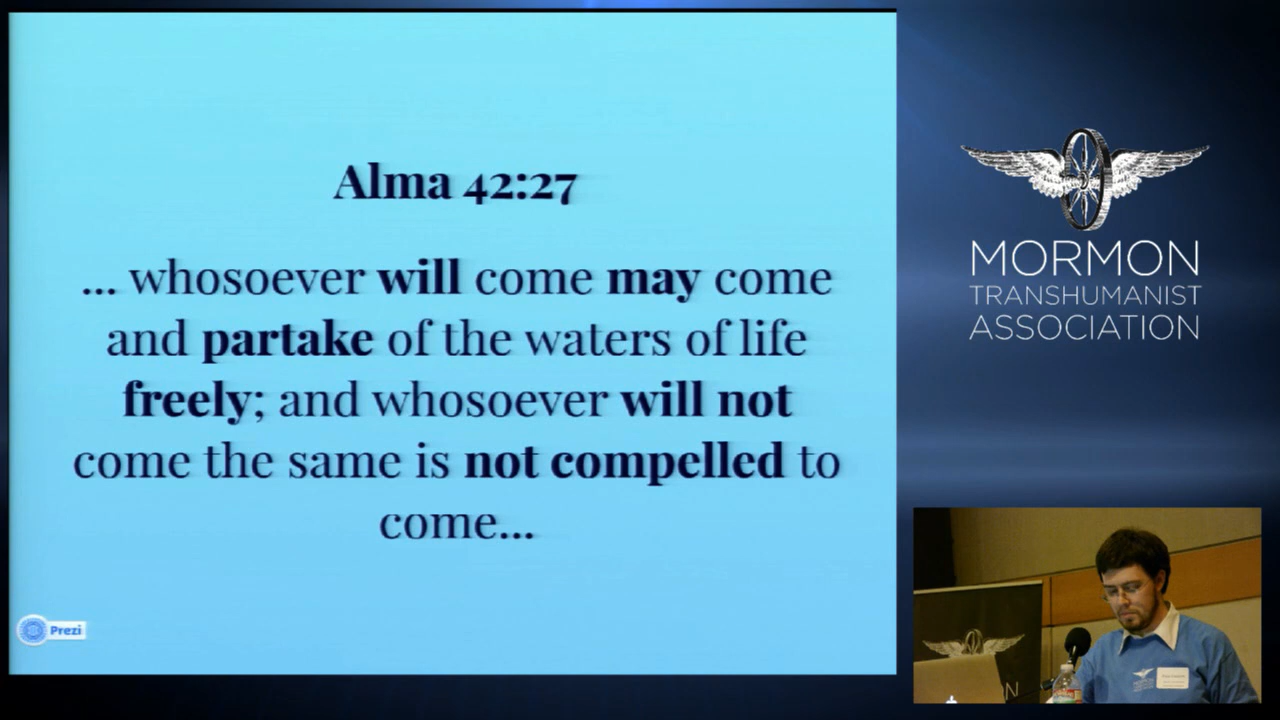 Alma 42:27
... whosoever will come may come
and partake of the waters of life
freely; and whosoever will not
come the same is not compelled to
come...
Prezi
MORMON
TRANSHUMANIST
ASSOCIATION